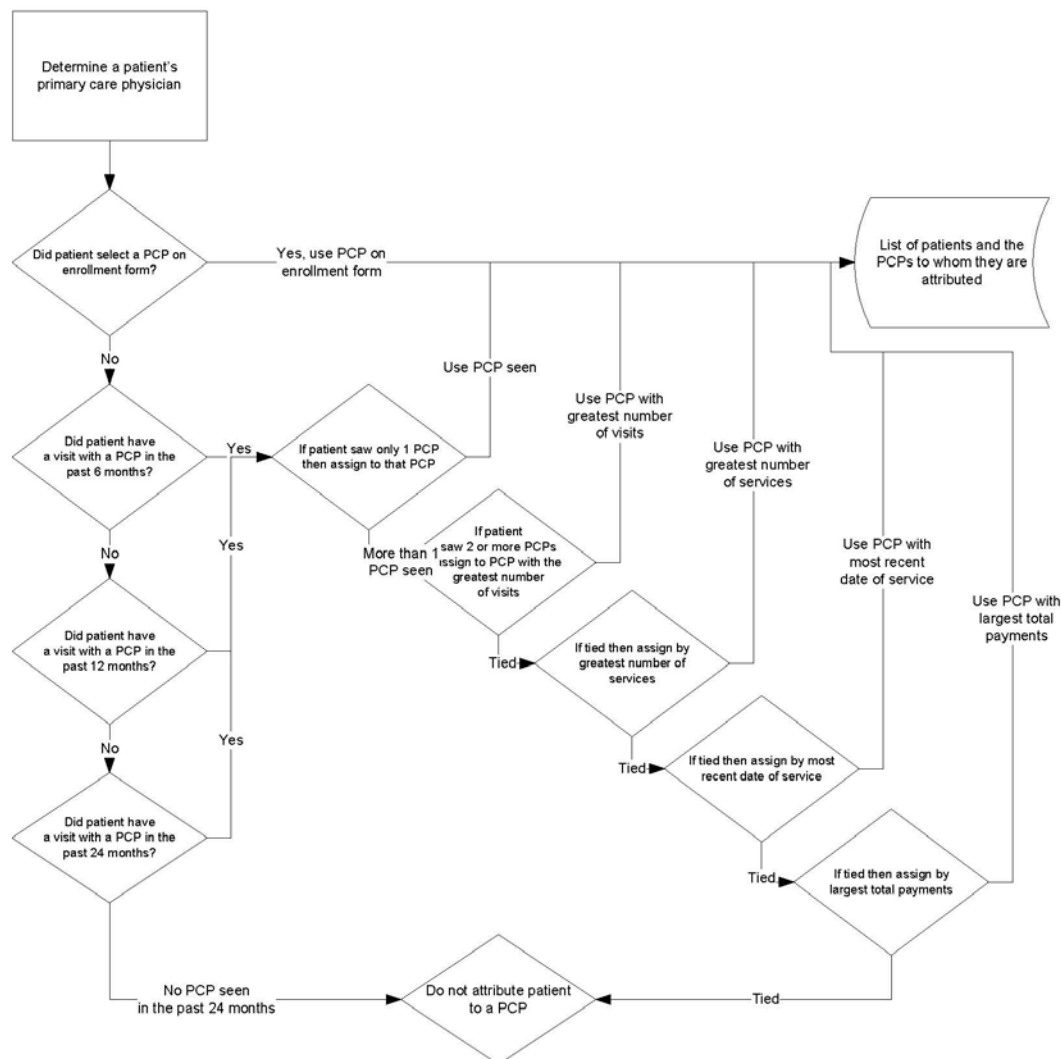 Determine a patient's
primary care physician
Did patient select a PCP on
enrollment form?
Yes, use PCP on
enrollment form
List of patients and the
PCPs to whom they are
attributed
No
Use PCP seen
Use PCP with
greatest number
of visits
Use PCP with
greatest number
of services
Did patient have
a visit with a PCP in the
past 6 months?
Yes
If patient saw only 1 PCP
then assign to that PCP
No
Yes
More than 1
PCP seen
If patient
saw 2 or more PCPs
assign to PCP with the
greatest number
of visits
Use PCP with
most recent
date of service
Use PCP with
largest total
payments
Did patient have
a visit with a PCP in the
past 12 months?
Tied
If tied then assign by
greatest number of
services
No
Yes
Tied
If tied then assign by most
recent date of service
Did patient have
a visit with a PCP in the
past 24 months?
Tied
If tied then assign by
largest total payments
No PCP seen
in the past 24 months
Do not attribute patient
to a PCP
Tied